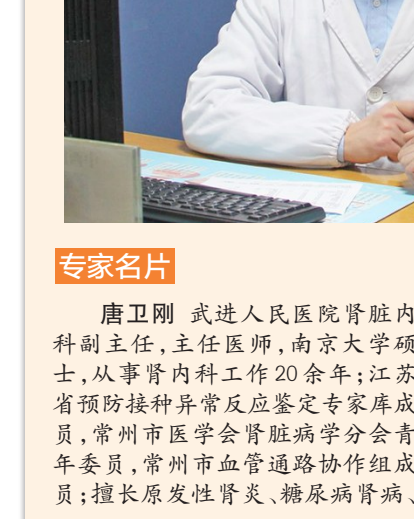 专家名片
唐卫刚 武进人民医院肾脏内
科副主任,主任医师,南京大学硕
士,从事肾内科工作20余年;江苏
省预防接种异常反应鉴定专家库成
员,常州市医学会肾脏病学分会青
年委员,常州市血管通路协作组成
员;擅长原发性肾炎、糖尿病肾病、